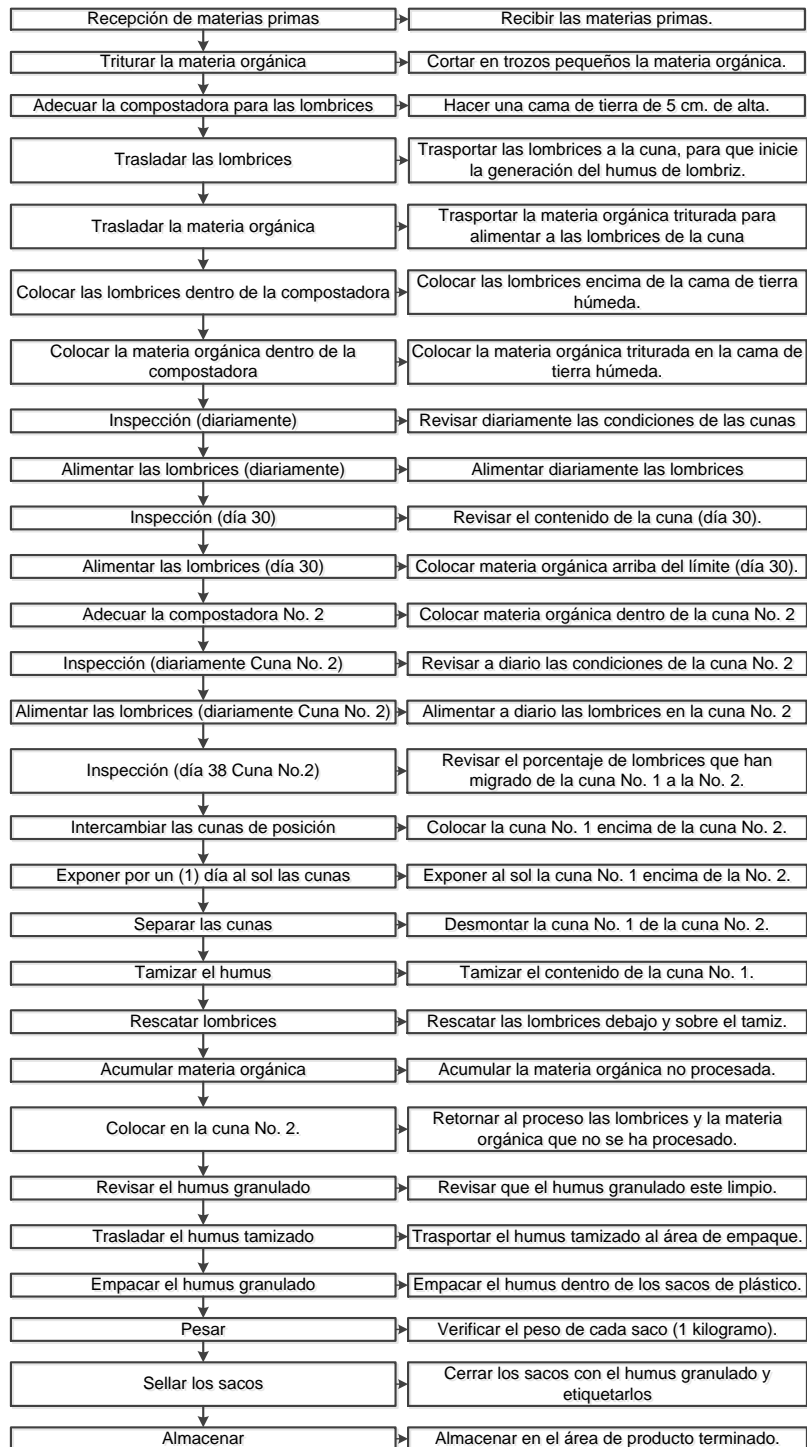 Recepción de materias primas
Recibir las materias primas.
Triturar la materia orgánica
Cortar en trozos pequeños la materia orgánica.
Adecuar la compostadora para las lombrices
Hacer una cama de tierra de 5 cm. de alta.
Trasladar las lombrices
Trasportar las lombrices a la cuna, para que inicie
la generación del humus de lombriz.
Trasladar la materia orgánica
Trasportar la materia orgánica triturada para
alimentar a las lombrices de la cuna
Colocar las lombrices dentro de la compostadora
Colocar las lombrices encima de la cama de tierra
húmeda.
Colocar la materia orgánica dentro de la
compostadora
Colocar la materia orgánica triturada en la cama de
tierra húmeda.
Inspección (diariamente)
Revisar diariamente las condiciones de las cunas
Alimentar las lombrices (diariamente)
Alimentar diariamente las lombrices
Inspección (día 30)
Revisar el contenido de la cuna (día 30).
Alimentar las lombrices (día 30)
Colocar materia orgánica arriba del límite (día 30).
Adecuar la compostadora No. 2
Colocar materia orgánica dentro de la cuna No. 2
Inspección (diariamente Cuna No. 2)
Revisar a diario las condiciones de la cuna No. 2
Alimentar las lombrices (diariamente Cuna No. 2)
Alimentar a diario las lombrices en la cuna No. 2
Inspección (día 38 Cuna No.2)
Revisar el porcentaje de lombrices que han
migrado de la cuna No. 1 a la No. 2.
Intercambiar las cunas de posición
Colocar la cuna No. 1 encima de la cuna No. 2.
Exponer por un (1) día al sol las cunas
Exponer al sol la cuna No. 1 encima de la No. 2.
Separar las cunas
Desmontar la cuna No. 1 de la cuna No. 2.
Tamizar el humus
Tamizar el contenido de la cuna No. 1.
Rescatar lombrices
Rescatar las lombrices debajo y sobre el tamiz.
Acumular materia orgánica
Acumular la materia orgánica no procesada.
Colocar en la cuna No. 2.
Retornar al proceso las lombrices y la materia
orgánica que no se ha procesado.
Revisar el humus granulado
Revisar que el humus granulado este limpio.
Trasladar el humus tamizado
Trasportar el humus tamizado al área de empaque.
Empacar el humus granulado
Empacar el humus dentro de los sacos de plástico.
Pesar
Verificar el peso de cada saco (1 kilogramo).
Sellar los sacos
Cerrar los sacos con el humus granulado y
etiquetarlos
Almacenar
Almacenar en el área de producto terminado.